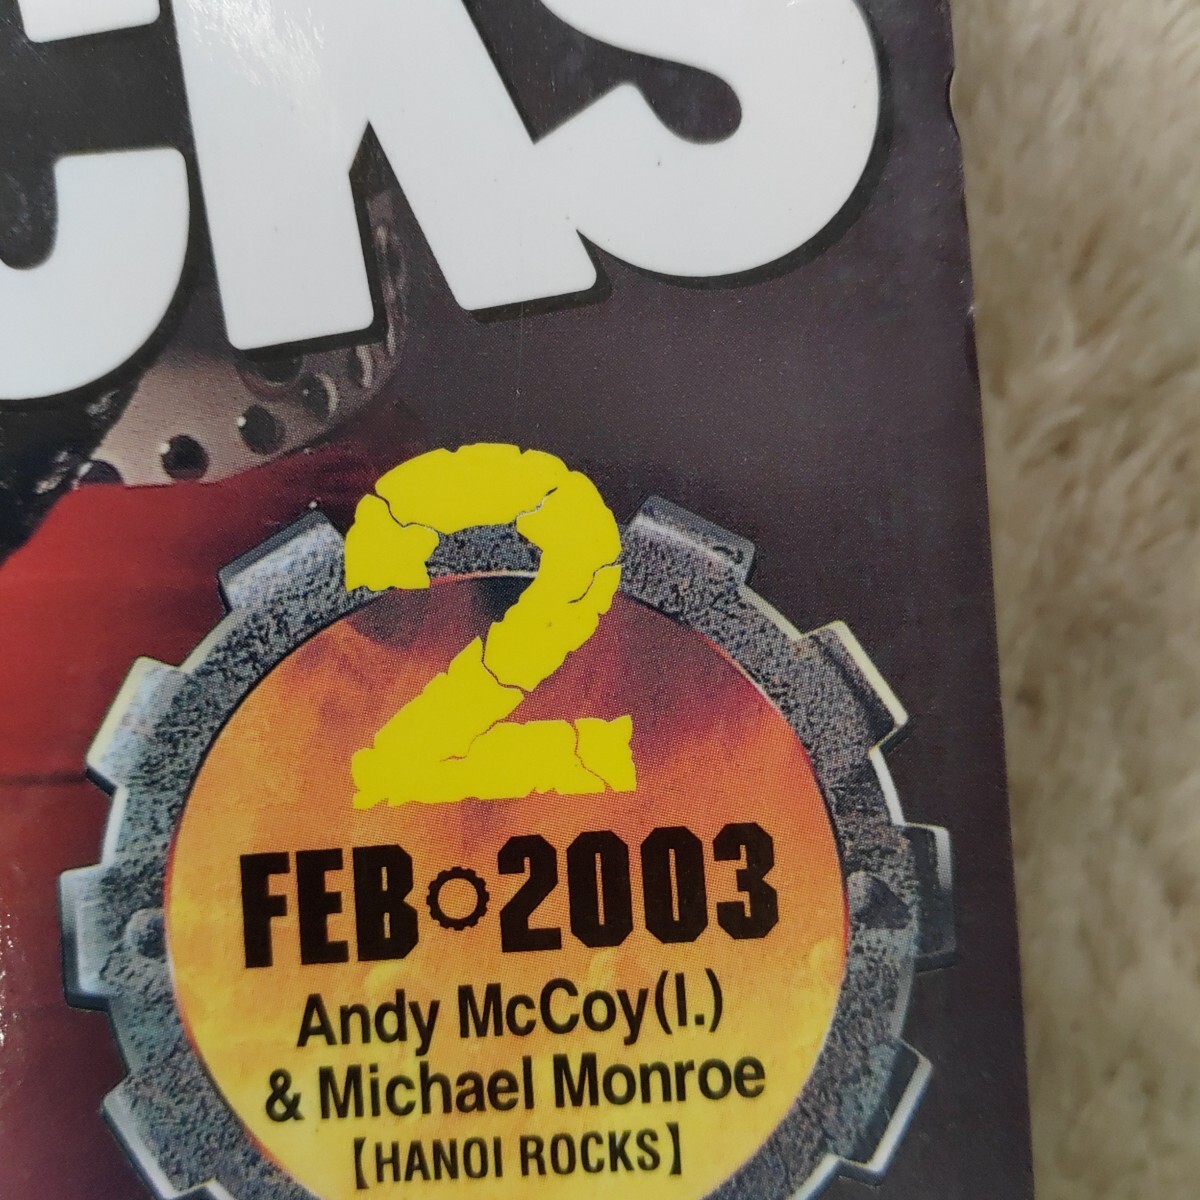 2
FEB 2003
Andy McCoy(l.)
& Michael Monroe
【HANOI ROCKS】